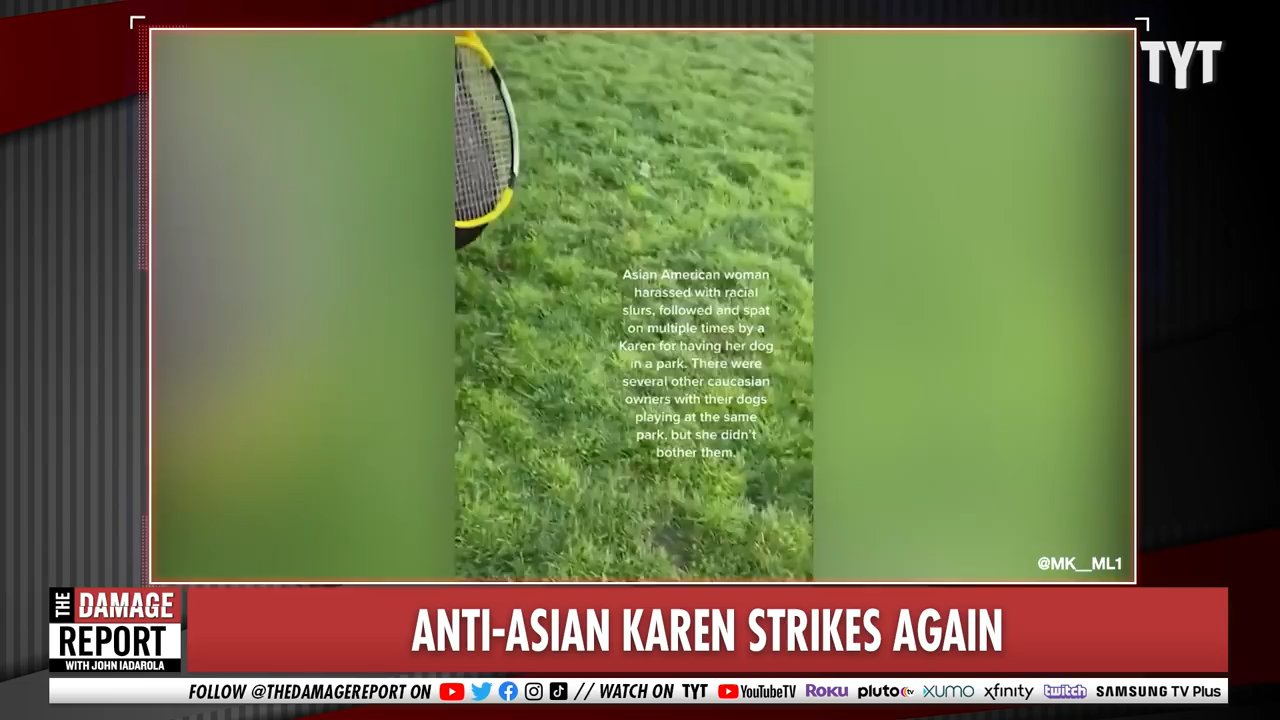 TYT
Asian American woman
harassed with racial
slurs, followed and spat
on multiple times by a
Karen for having her dog
in a park. There were
several other caucasian
owners with their dogs
playing at the same
park, but she didn't
bother them.
@MK__ML1
THE DAMAGE
REPORT
WITH JOHN IADAROLA
ANTI-ASIAN KAREN STRIKES AGAIN
FOLLOW @THEDAMAGEREPORT ON // WATCH ON TYT YouTubeTV ROKU pluto tv XUMO xfinity twitch SAMSUNG TV Plus